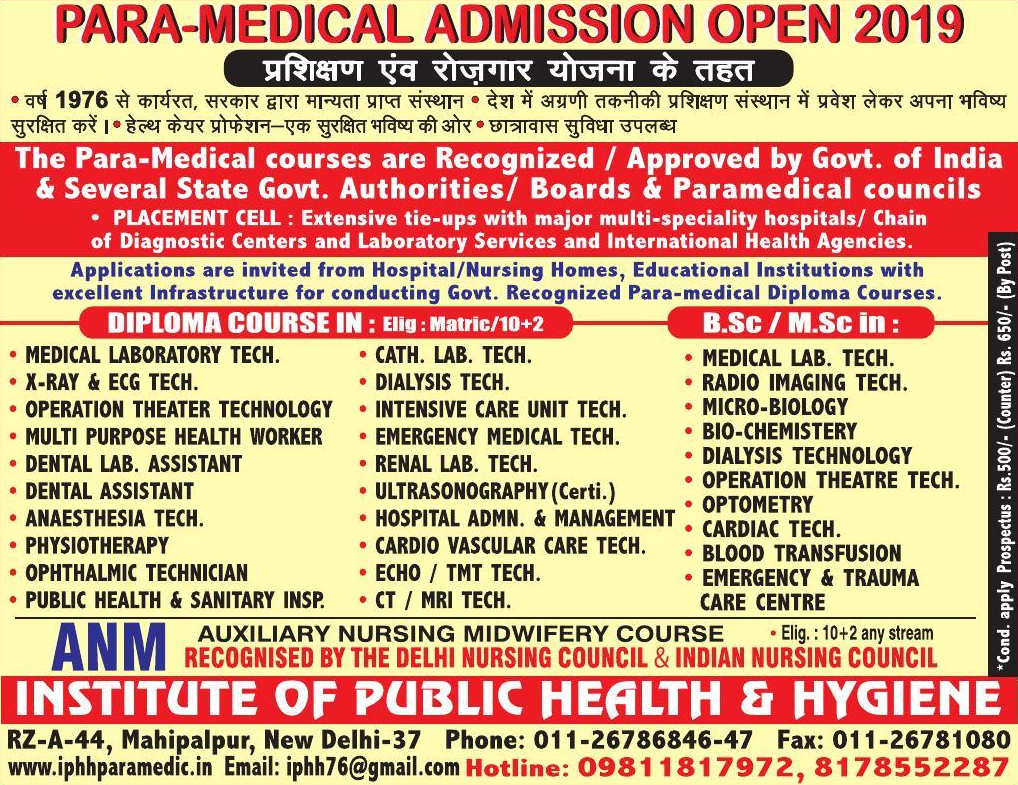 PARA-MEDICAL ADMISSION OPEN 2019
प्रशिक्षण एंव रोज़गार योजना के तहत
• वर्ष 1976 से कार्यरत, सरकार द्वारा मान्यता प्राप्त संस्थान • देश में अग्रणी तकनीकी प्रशिक्षण संस्थान में प्रवेश लेकर अपना भविष्य
सुरक्षित करें । • हेल्थ केयर प्रोफेशन–एक सुरक्षित भविष्य की ओर • छात्रावास सुविधा उपलब्ध
The Para-Medical courses are Recognized / Approved by Govt. of India
& Several State Govt. Authorities/ Boards & Paramedical councils
• PLACEMENT CELL : Extensive tie-ups with major multi-speciality hospitals/ Chain
of Diagnostic Centers and Laboratory Services and International Health Agencies.
Applications are invited from Hospital/Nursing Homes, Educational Institutions with
excellent Infrastructure for conducting Govt. Recognized Para-medical Diploma Courses.
DIPLOMA COURSE IN : Elig : Matric/10+2
• MEDICAL LABORATORY TECH.
• X-RAY & ECG TECH.
• OPERATION THEATER TECHNOLOGY
• MULTI PURPOSE HEALTH WORKER
• DENTAL LAB. ASSISTANT
• DENTAL ASSISTANT
• ANAESTHESIA TECH.
• PHYSIOTHERAPY
• OPHTHALMIC TECHNICIAN
• PUBLIC HEALTH & SANITARY INSP.
• CATH. LAB. TECH.
• DIALYSIS TECH.
• INTENSIVE CARE UNIT TECH.
• EMERGENCY MEDICAL TECH.
• RENAL LAB. TECH.
• ULTRASONOGRAPHY (Certi.)
• HOSPITAL ADMN. & MANAGEMENT
• CARDIO VASCULAR CARE TECH.
• ECHO / TMT TECH.
• CT / MRI TECH.
B.Sc / M.Sc in :
• MEDICAL LAB. TECH.
• RADIO IMAGING TECH.
• MICRO-BIOLOGY
• BIO-CHEMISTERY
• DIALYSIS TECHNOLOGY
• OPERATION THEATRE TECH.
• OPTOMETRY
• CARDIAC TECH.
• BLOOD TRANSFUSION
• EMERGENCY & TRAUMA
CARE CENTRE
*Cond. apply Prospectus : Rs.500/- (Counter) Rs. 650/- (By Post)
ANM AUXILIARY NURSING MIDWIFERY COURSE • Elig. : 10+2 any stream
RECOGNISED BY THE DELHI NURSING COUNCIL & INDIAN NURSING COUNCIL
INSTITUTE OF PUBLIC HEALTH & HYGIENE
RZ-A-44, Mahipalpur, New Delhi-37 Phone: 011-26786846-47 Fax: 011-26781080
www.iphhparamedic.in Email: iphh76@gmail.com Hotline: 09811817972, 8178552287